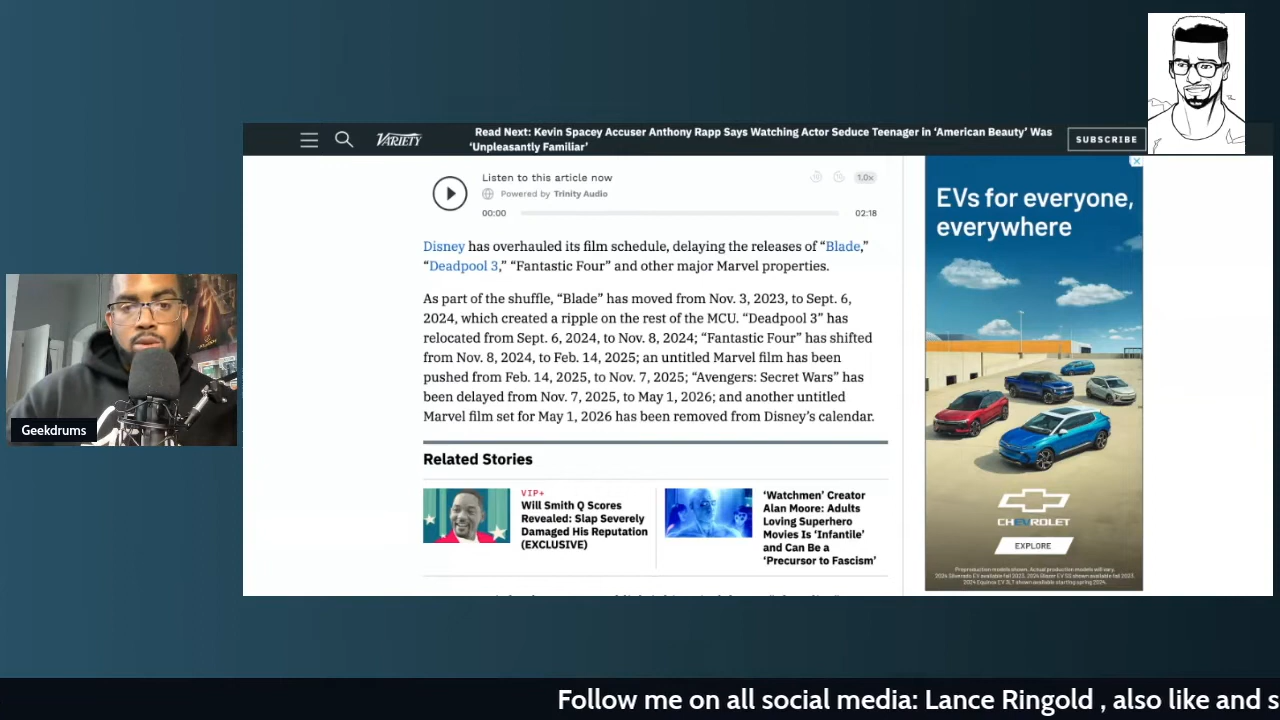 Read Next: Kevin Spacey Accuser Anthony Rapp Says Watching Actor Seduce Teenager in ‘American Beauty’ Was
‘Unpleasantly Familiar’
VARIETY
SUBSCRIBE
Listen to this article now
1.0x
Powered by Trinity Audio
00:00
02:18
Disney has overhauled its film schedule, delaying the releases of “Blade,”
“Deadpool 3,” “Fantastic Four” and other major Marvel properties.
As part of the shuffle, “Blade” has moved from Nov. 3, 2023, to Sept. 6,
2024, which created a ripple on the rest of the MCU. “Deadpool 3” has
relocated from Sept. 6, 2024, to Nov. 8, 2024; “Fantastic Four” has shifted
from Nov. 8, 2024, to Feb. 14, 2025; an untitled Marvel film has been
pushed from Feb. 14, 2025, to Nov. 7, 2025; “Avengers: Secret Wars” has
been delayed from Nov. 7, 2025, to May 1, 2026; and another untitled
Marvel film set for May 1, 2026 has been removed from Disney’s calendar.
Related Stories
VIP+
Will Smith Q Scores
Revealed: Slap Severely
Damaged His Reputation
(EXCLUSIVE)
‘Watchmen’ Creator
Alan Moore: Adults
Loving Superhero
Movies Is ‘Infantile’
and Can Be a
‘Precursor to Fascism’
EVs for everyone,
everywhere
CHEVROLET
EXPLORE
Preproduction models shown. Actual production models will vary.
Geekdrums
Follow me on all social media: Lance Ringold , also like and s